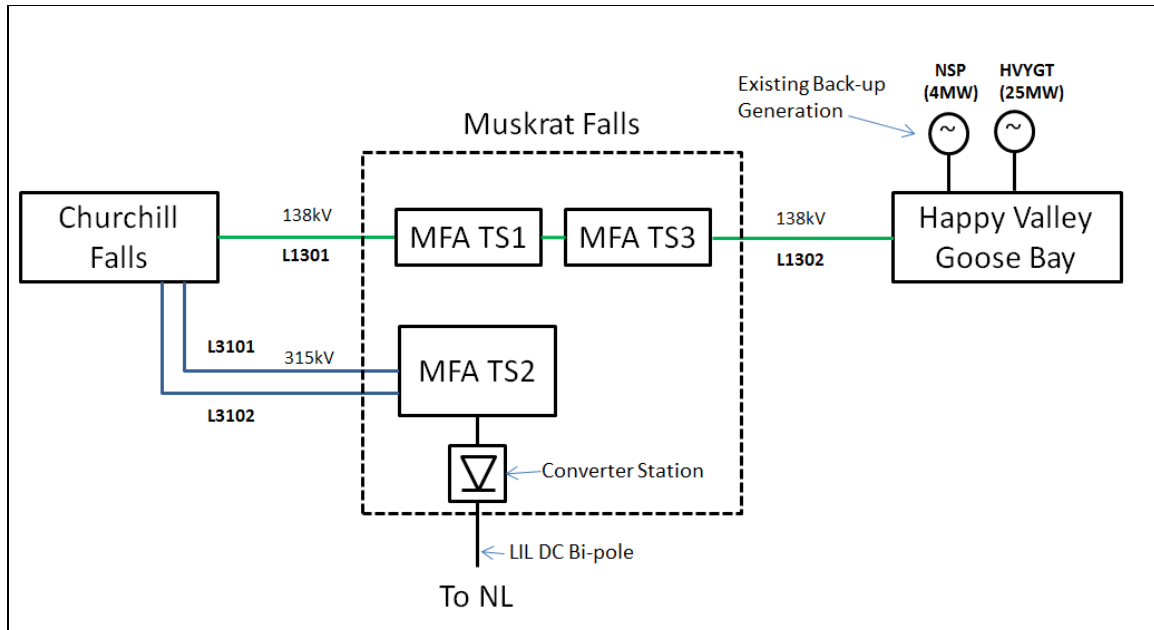 NSP
(4MW)
HVYGT
(25MW)
Existing Back-up
Generation
~
~
Muskrat Falls
Churchill
Falls
138kV
L1301
MFA TS1
MFA TS3
138kV
L1302
Happy Valley
Goose Bay
L3101
315kV
L3102
MFA TS2
Converter Station
LIL DC Bi-pole
To NL